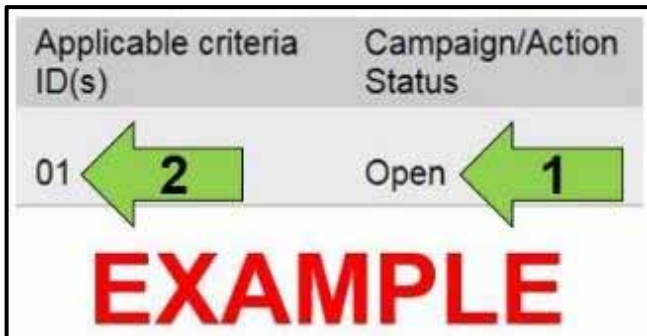 Applicable criteria Campaign/Action
ID(s) Status
01 2 Open 1
EXAMPLE